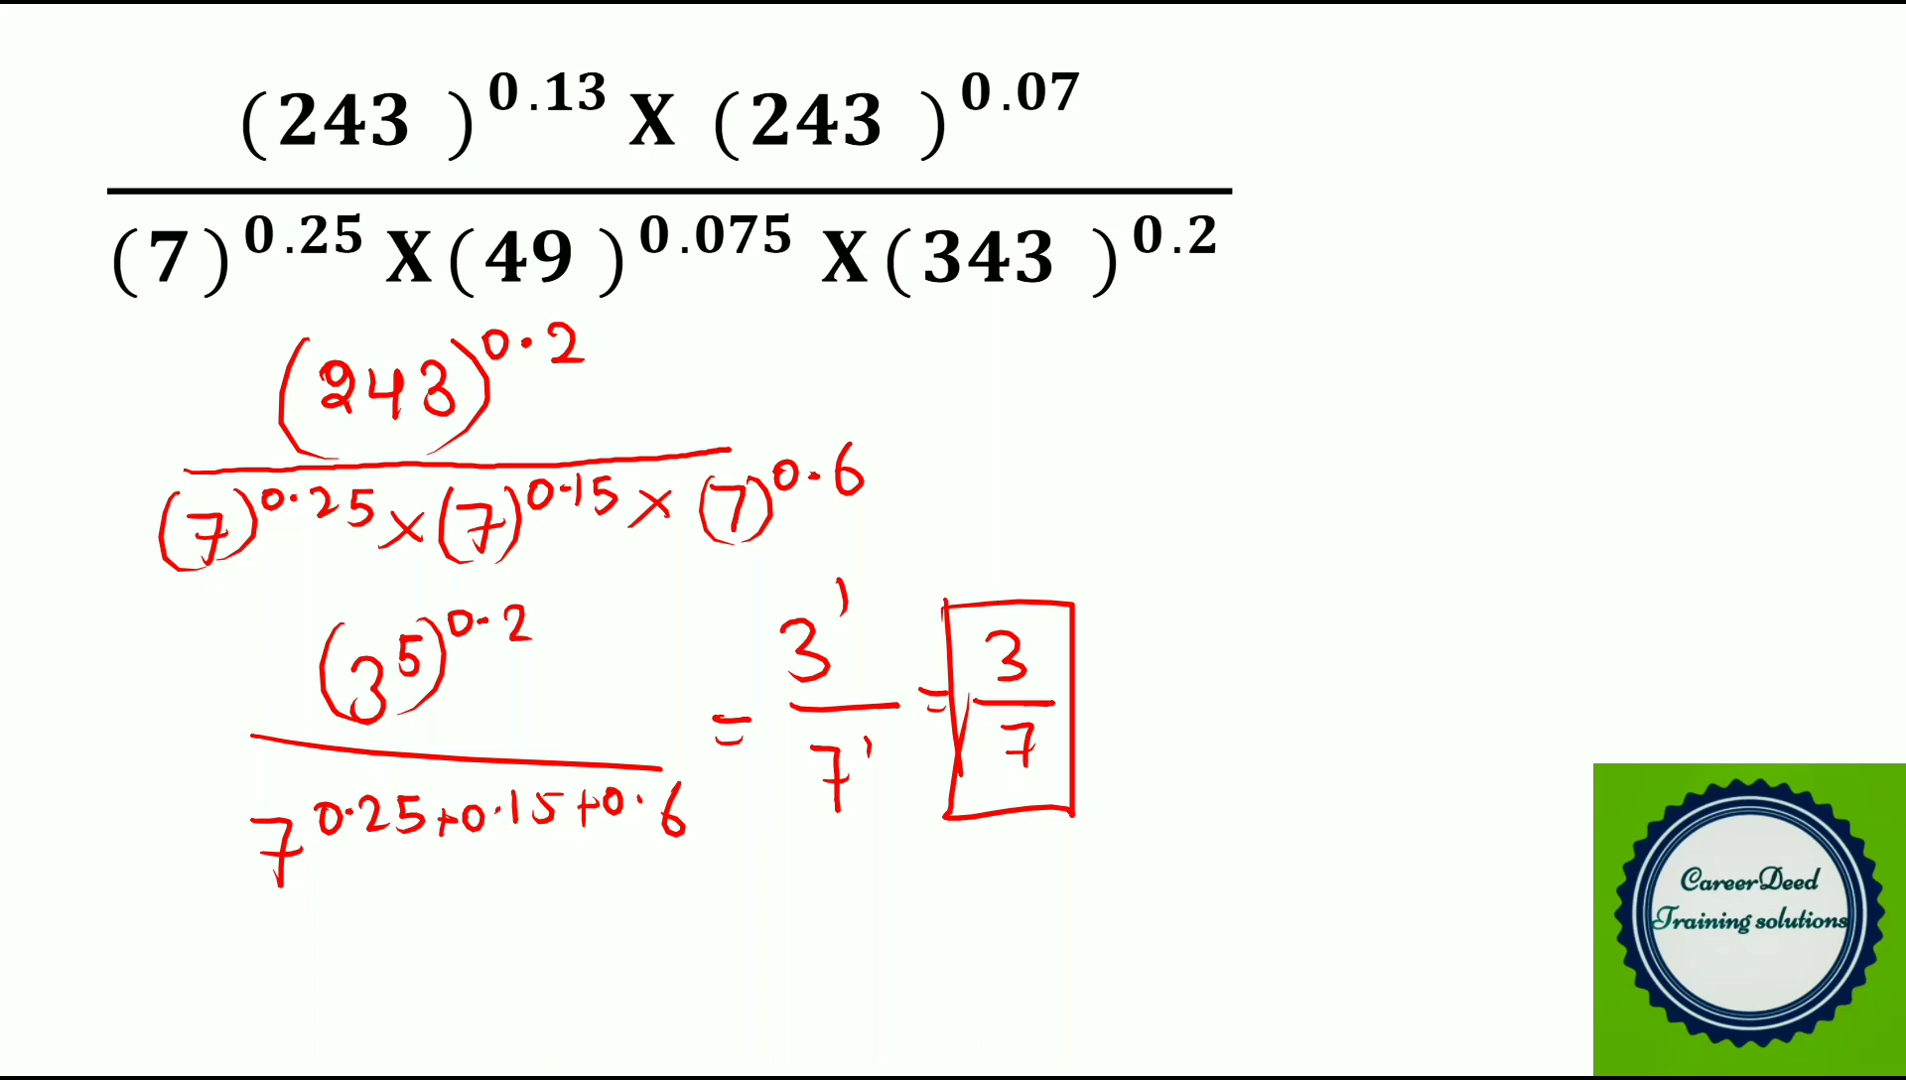 (243 )^0.13 X (243 )^0.07
(7)^0.25 X(49 )^0.075 X(343 )^0.2
(243)^0.2
(7)^0.25 × (7)^0.15 × (7)^0.6
(3^5)^0.2
7^0.25+0.15+0.6
= 3^1
7^1
= 3
7
CareerDeed
Training solutions